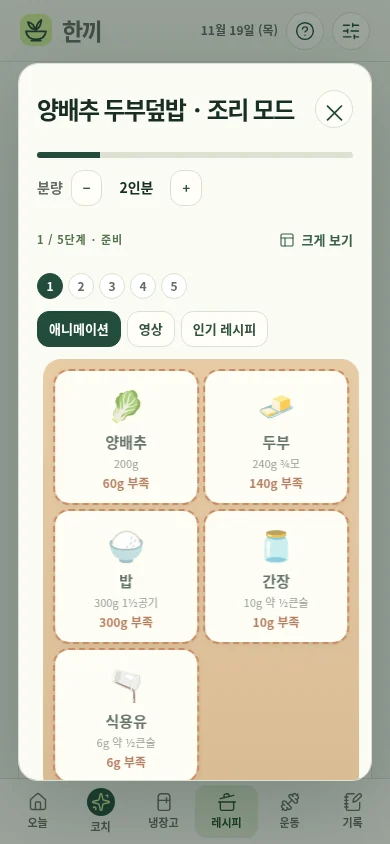 한끼
11월 19일 (목)
양배추 두부덮밥 · 조리 모드
분량 − 2인분 +
1 / 5단계 · 준비
크게 보기
1 2 3 4 5
애니메이션 영상 인기 레시피
양배추
200g
60g 부족
두부
240g ¾모
140g 부족
밥
300g 1½공기
300g 부족
간장
10g 약 ½큰술
10g 부족
식용유
6g 약 ½큰술
6g 부족
오늘 코치 냉장고 레시피 운동 기록